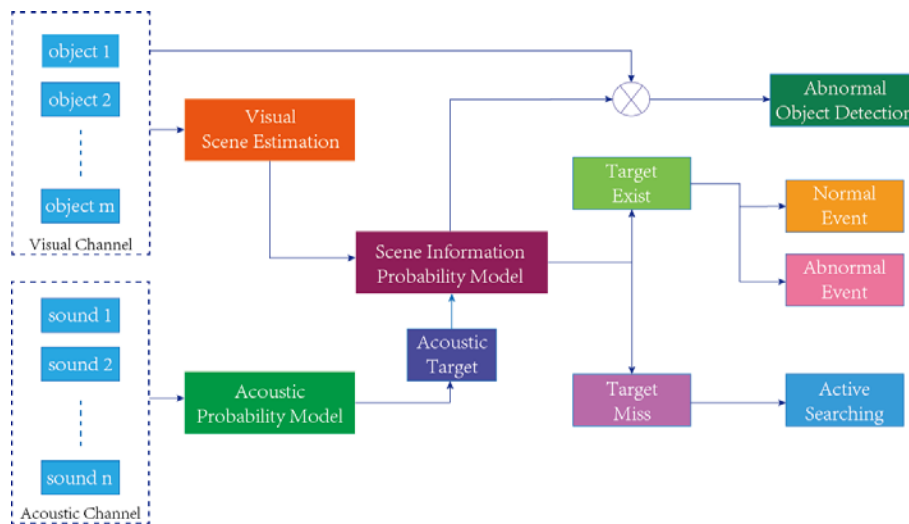 object 1
object 2
object m
Visual Channel
sound 1
sound 2
sound n
Acoustic Channel
Visual
Scene Estimation
Acoustic
Probability Model
Scene Information
Probability Model
Acoustic
Target
Target
Exist
Target
Miss
Abnormal
Object Detection
Normal
Event
Abnormal
Event
Active
Searching